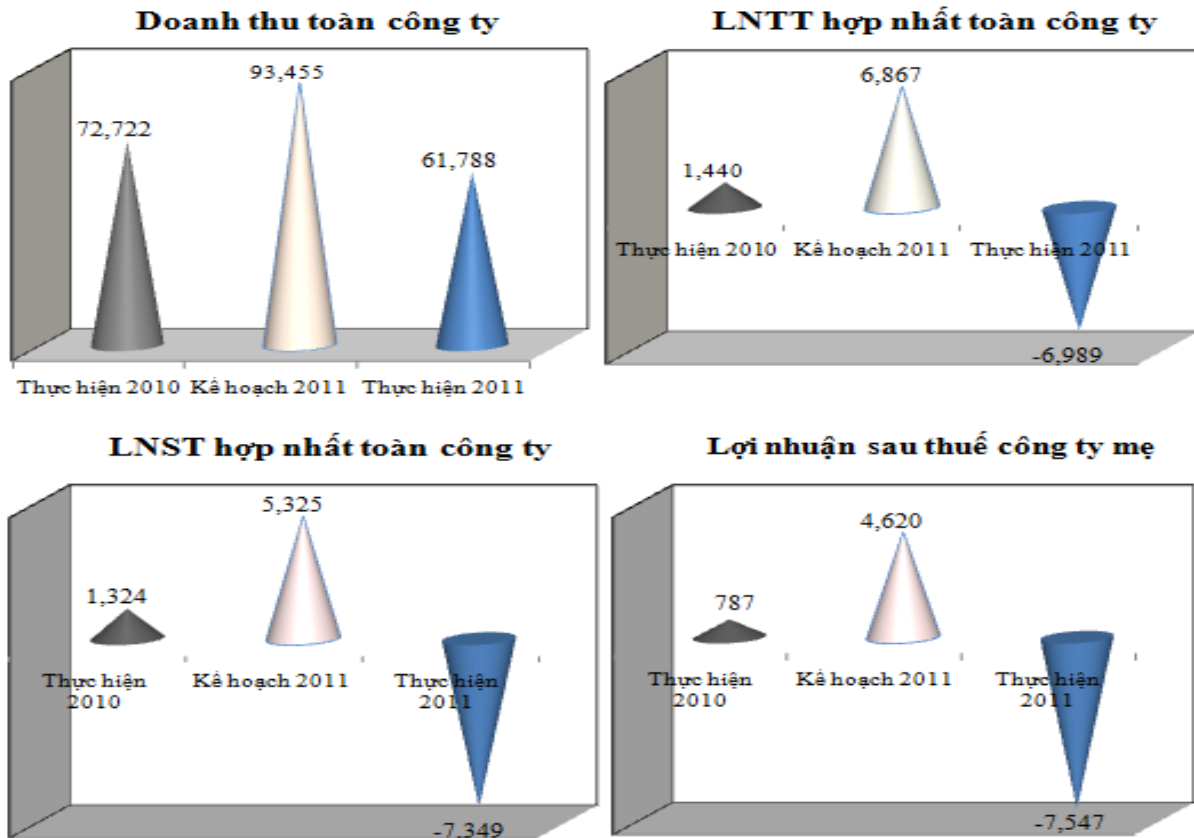 Doanh thu toàn công ty
93,455
72,722
61,788
Thực hiện 2010 Kế hoạch 2011 Thực hiện 2011
LNTT hợp nhất toàn công ty
6,867
1,440
Thực hiện 2010 Kế hoạch 2011 Thực hiện 2011
-6,989
LNST hợp nhất toàn công ty
5,325
1,324
Thực hiện 2010 Kế hoạch 2011 Thực hiện 2011
-7,349
Lợi nhuận sau thuế công ty mẹ
4,620
787
Thực hiện 2010 Kế hoạch 2011 Thực hiện 2011
-7,547